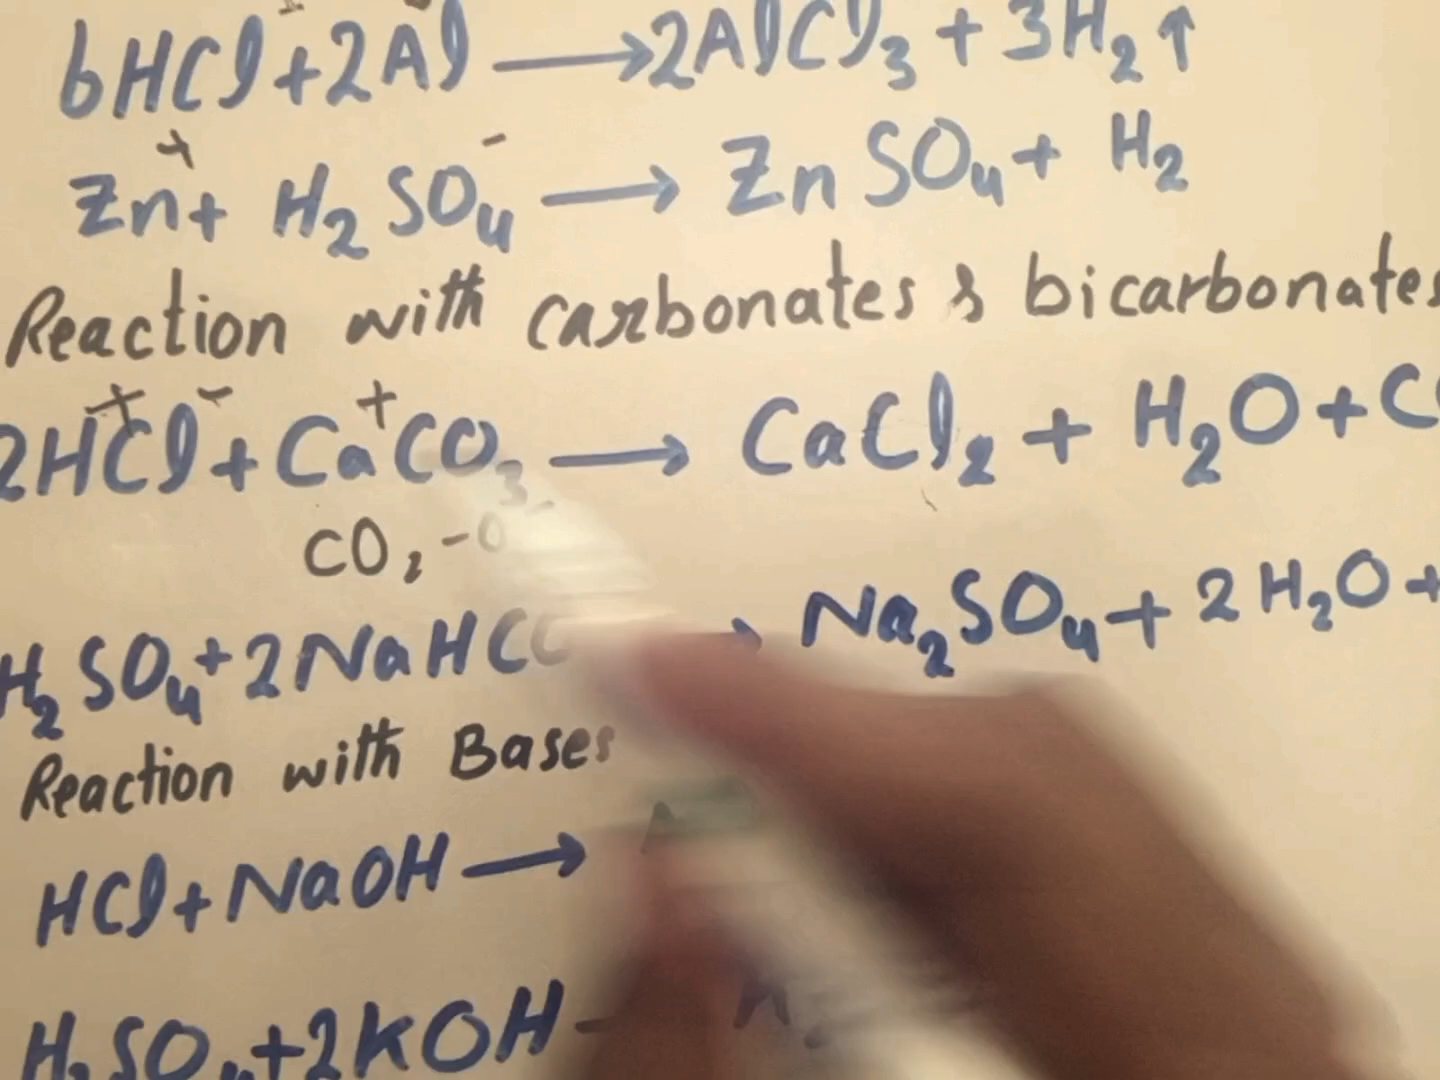 6HCl+2Al → 2AlCl3 + 3H2↑
Zn + H2SO4 → ZnSO4 + H2
Reaction with carbonates & bicarbonates
2HCl + CaCO3 → CaCl2 + H2O + C
CO2
H2SO4+2NaHC → Na2SO4 + 2H2O +
Reaction with Bases
HCl+NaOH →
H2SO4+2KOH